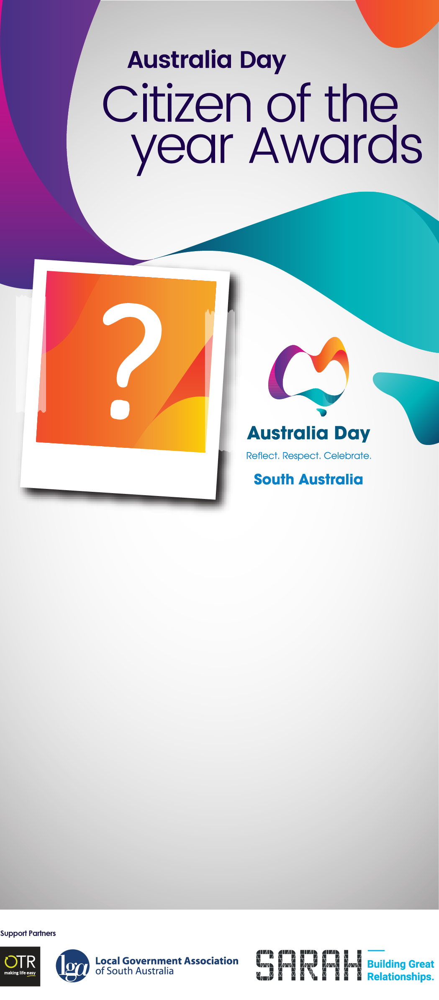 Australia Day
Citizen of the
year Awards
?
Australia Day
Reflect. Respect. Celebrate.
South Australia
Support Partners
OTR
making life easy
lga
Local Government Association
of South Australia
SARAH
Building Great
Relationships.